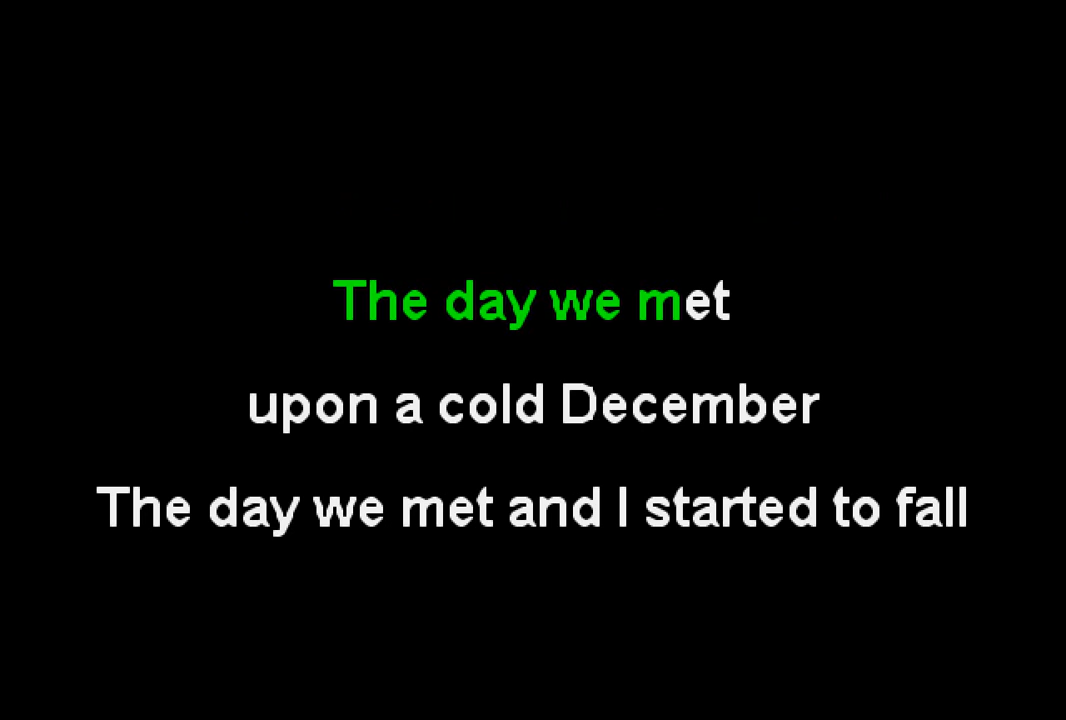 The day we met
upon a cold December
The day we met and I started to fall